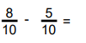 8/10 - 5/10 =